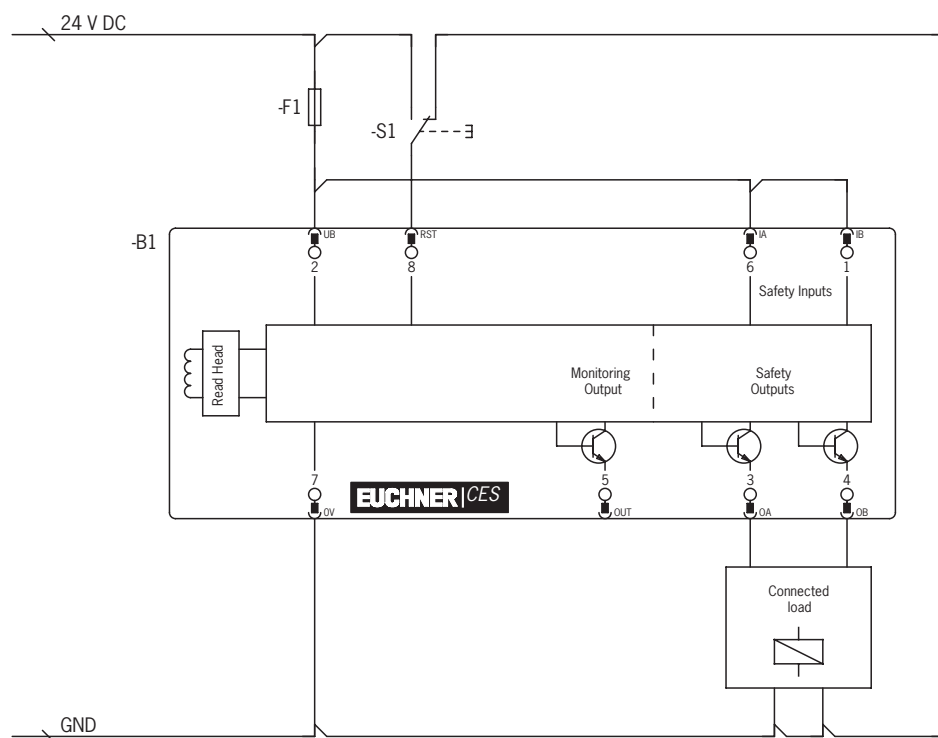 24 V DC
-F1
-S1
-B1
UB
RST
IA
IB
2
8
6
1
Safety Inputs
Read Head
Monitoring
Output
Safety
Outputs
7
5
3
4
EUCHNER|CES
0V
OUT
OA
OB
Connected
load
GND